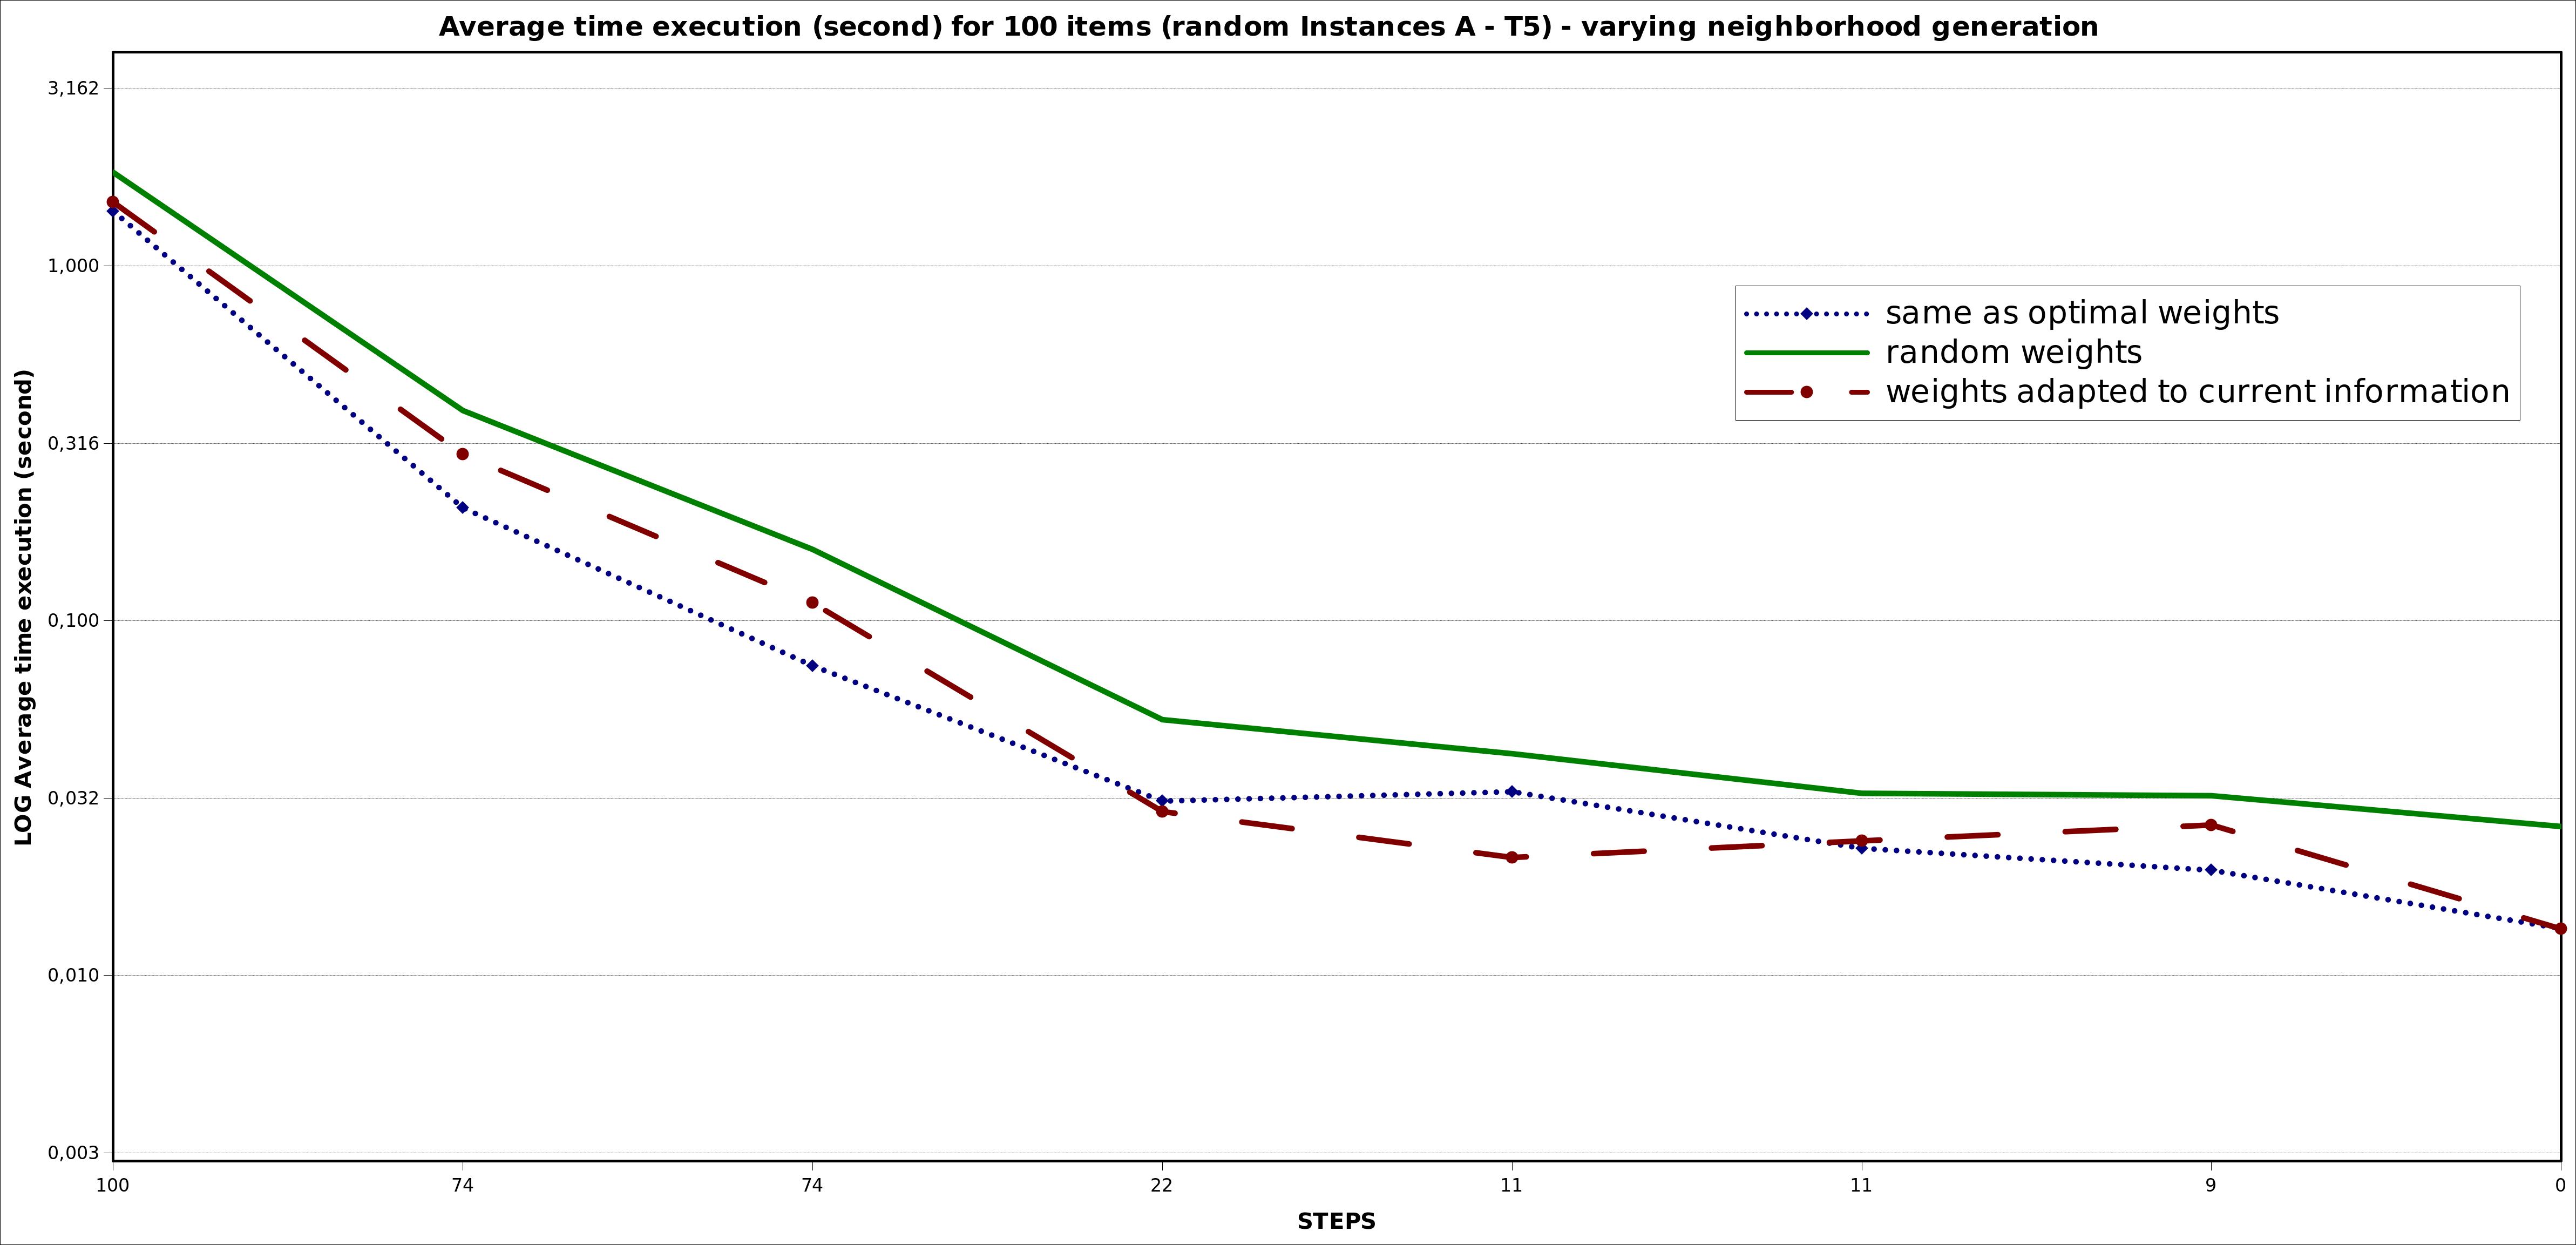 Average time execution (second) for 100 items (random Instances A - T5) - varying neighborhood generation
LOG Average time execution (second)
3,162
1,000
0,316
0,100
0,032
0,010
0,003
same as optimal weights
random weights
weights adapted to current information
100 74 74 22 11 11 9 0
STEPS